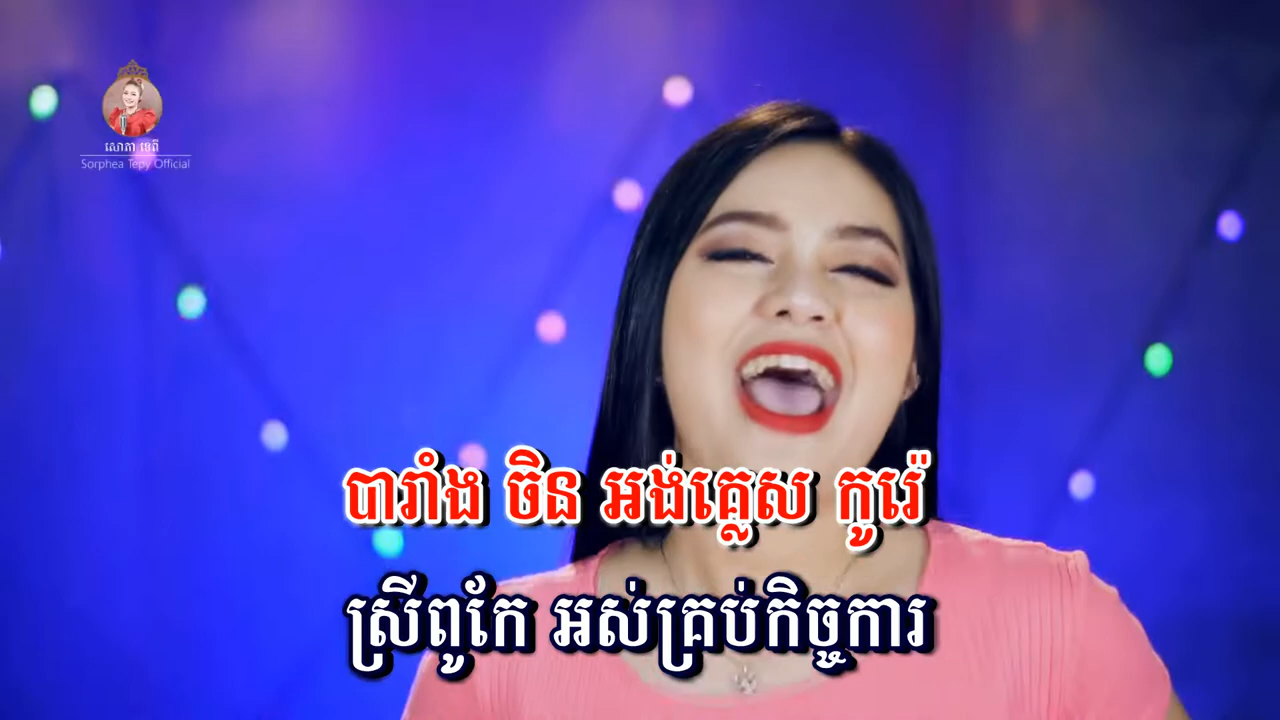 សោភា ទេពី
Sorphea Tepy Official
បារាំង ចិន អង់គ្លេស កូរ៉េ
ស្រីពូកែ អស់គ្រប់កិច្ចការ